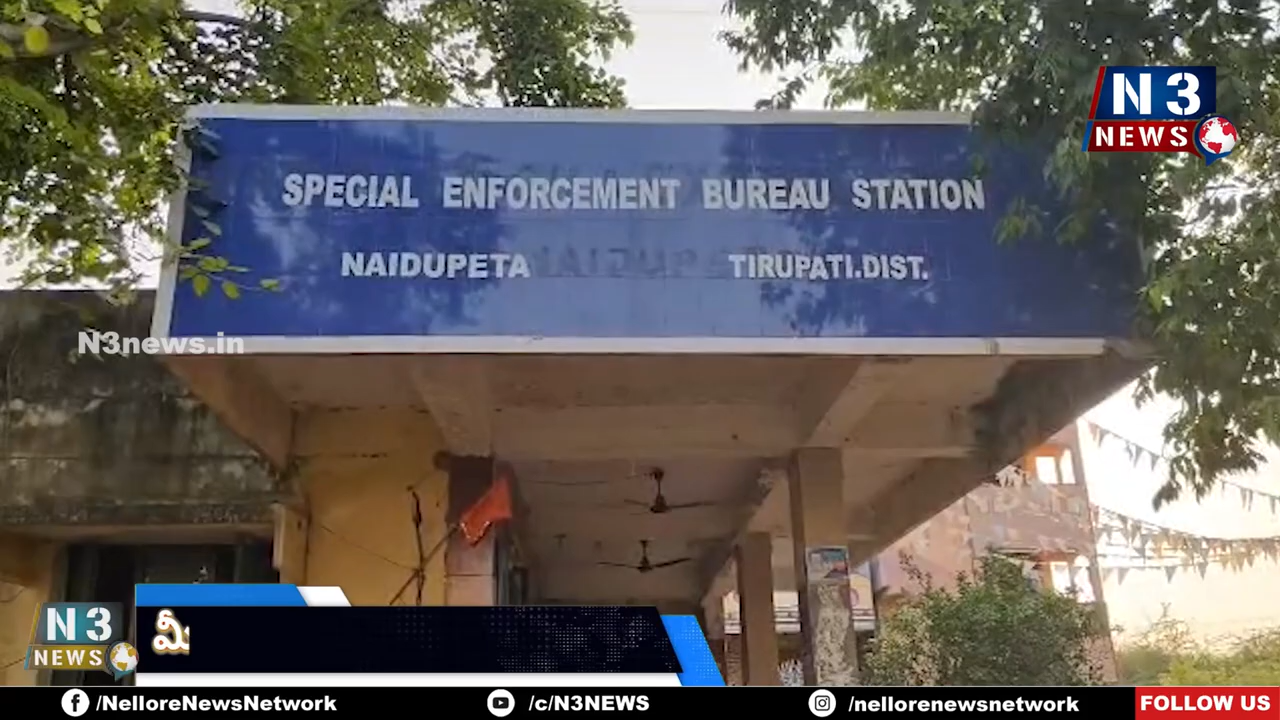 N3
NEWS
SPECIAL ENFORCEMENT BUREAU STATION
NAIDUPETA TIRUPATI.DIST.
N3news.in
N3
NEWS
మీ
/NelloreNewsNetwork
/c/N3NEWS
/nellorenewsnetwork
FOLLOW US